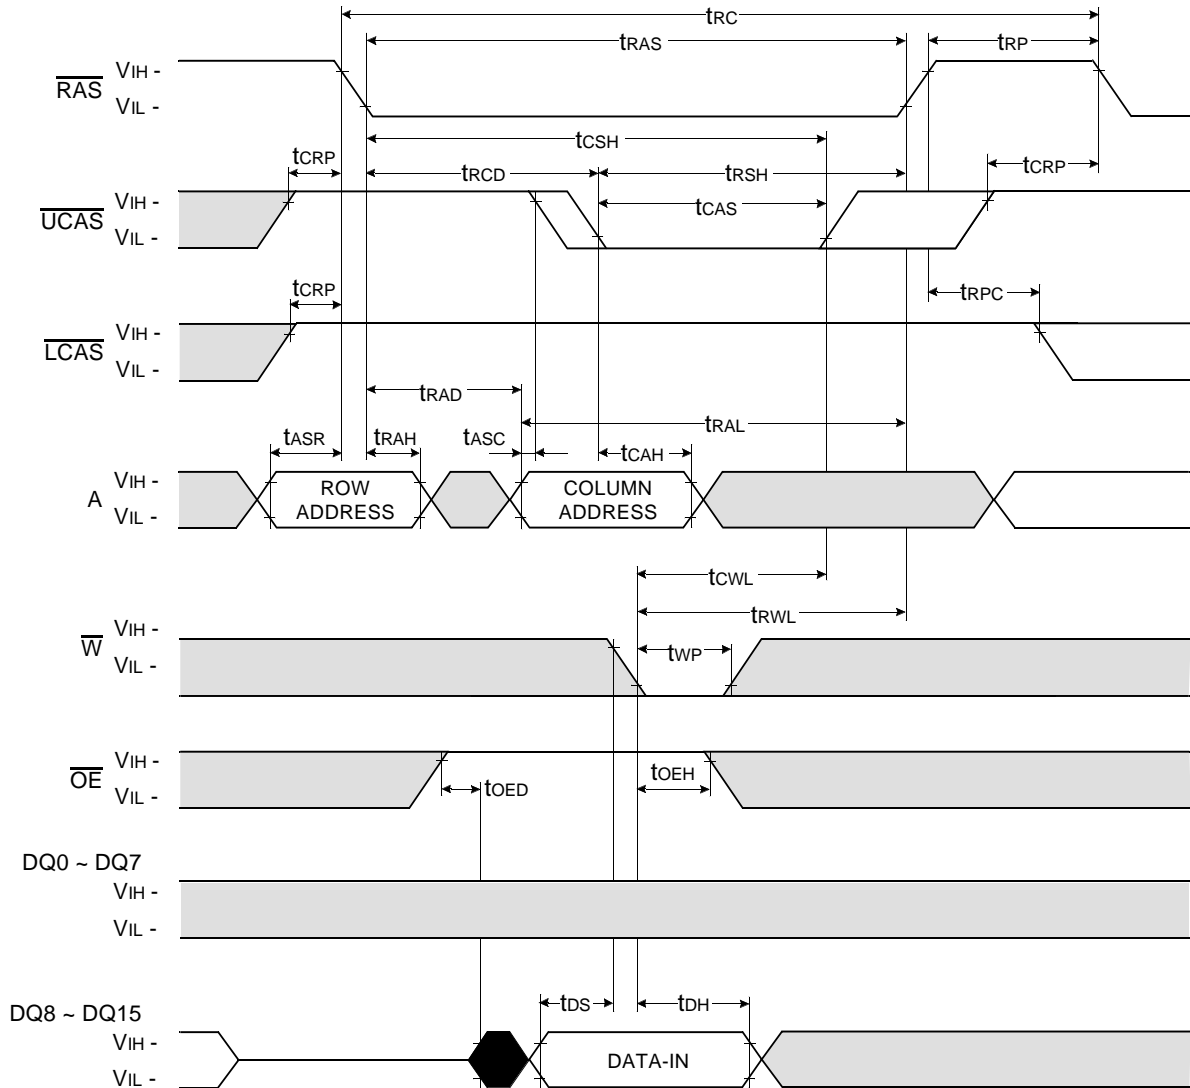 tRC
tRAS
tRP
RAS
VIH -
VIL -
tCSH
tCRP
tRCD
tRSH
tCRP
UCAS
VIH -
VIL -
tCAS
tCRP
tRPC
LCAS
VIH -
VIL -
tRAD
tRAL
tASR
tRAH
tASC
tCAH
A
VIH -
VIL -
ROW
ADDRESS
COLUMN
ADDRESS
tCWL
tRWL
W
VIH -
VIL -
tWP
OE
VIH -
VIL -
tOED
tOEH
DQ0 ~ DQ7
VIH -
VIL -
DQ8 ~ DQ15
tDS
tDH
VIH -
VIL -
DATA-IN